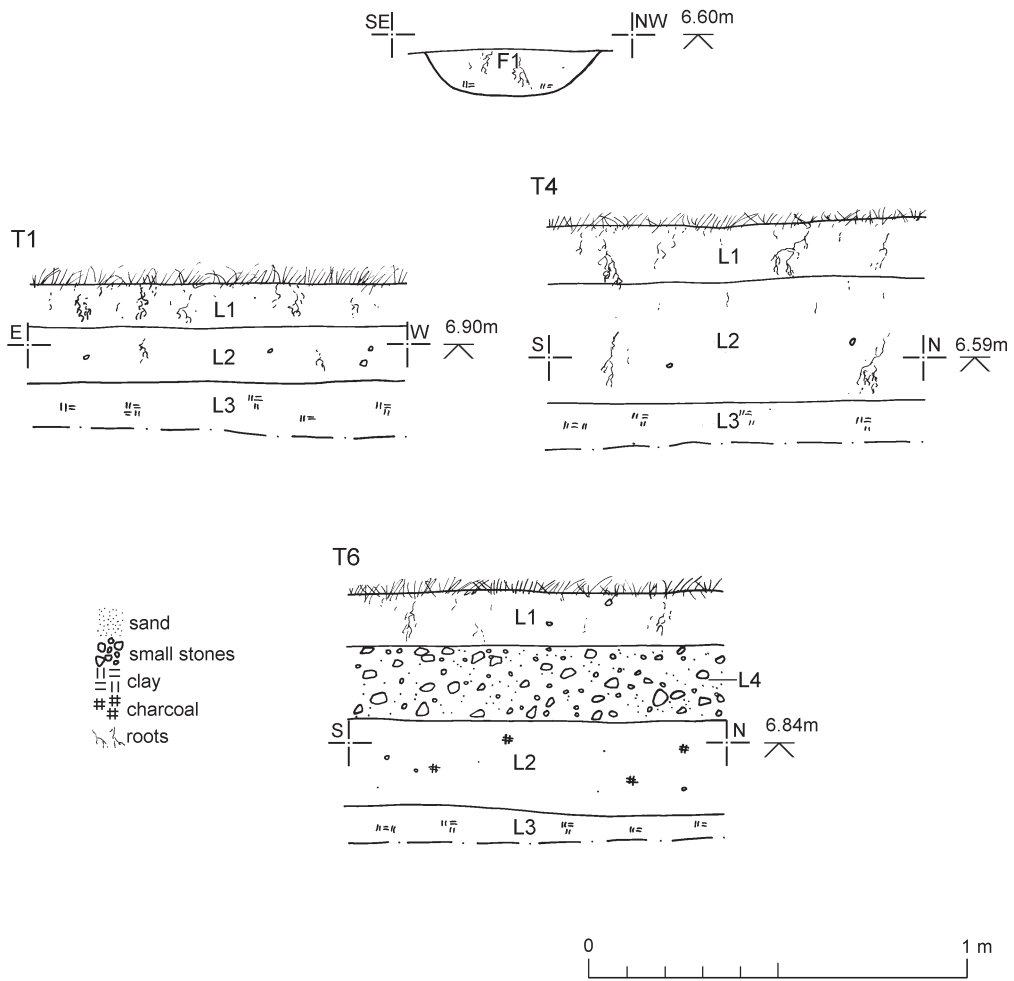 SE NW 6.60m
F1
T4
L1
L2
S N 6.59m
L3
T1
L1
E W 6.90m
L2
L3
T6
L1
L4
S N 6.84m
L2
L3
sand
small stones
clay
charcoal
roots
0 1 m